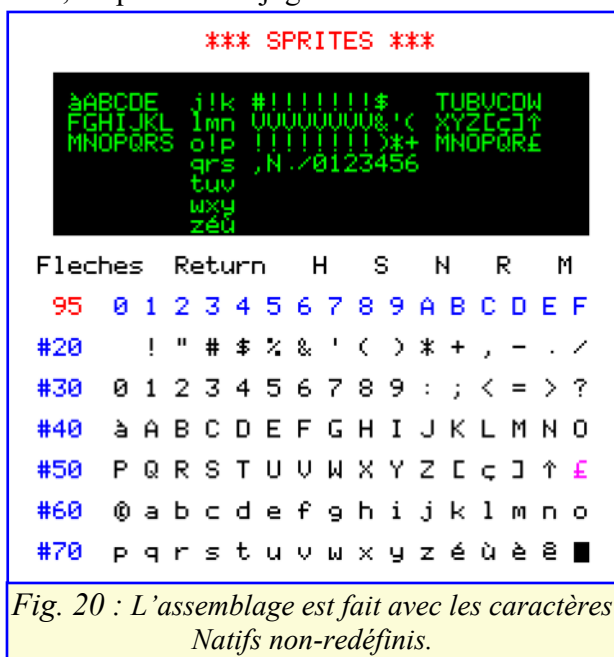 *** SPRITES ***
àABCDE j!k #!!!!!!!$ TUBVCDW
FGHIJKL lmn VVVVVVVV&'( XYZ[ç]↑
MNOPQRS o!p !!!!!!!!)*+ MNOPQR£
qrs ,N./0123456
tuv
wxy
zéù
Fleches Return H S N R M
95 0 1 2 3 4 5 6 7 8 9 A B C D E F
#20 ! " # $ % & ' ( ) * + , - . /
#30 0 1 2 3 4 5 6 7 8 9 : ; < = > ?
#40 à A B C D E F G H I J K L M N O
#50 P Q R S T U V W X Y Z [ ç ] ↑ £
#60 © a b c d e f g h i j k l m n o
#70 p q r s t u v w x y z é ù è ê █
Fig. 20 : L'assemblage est fait avec les caractères
Natifs non-redéfinis.